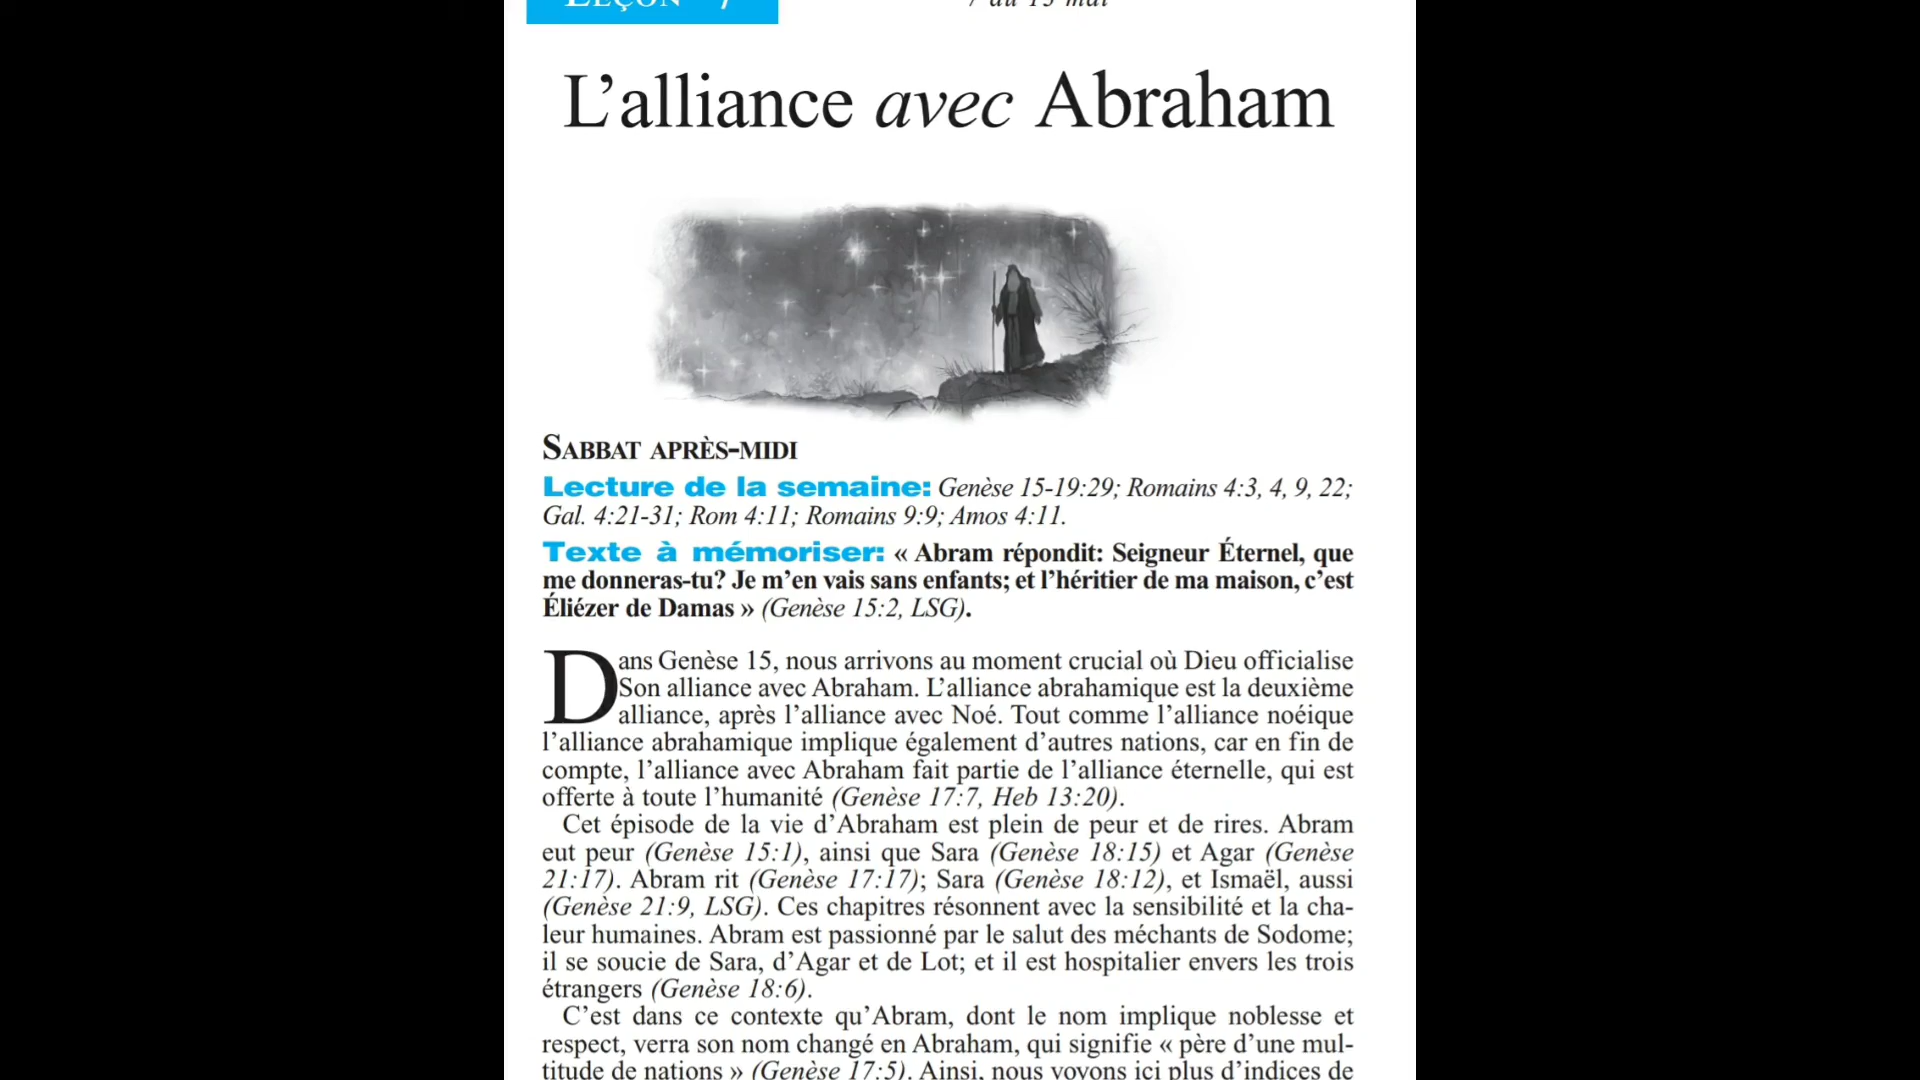 LEÇON 7
7 au 13 mai
L’alliance avec Abraham
SABBAT APRÈS-MIDI
Lecture de la semaine: Genèse 15-19:29; Romains 4:3, 4, 9, 22;
Gal. 4:21-31; Rom 4:11; Romains 9:9; Amos 4:11.
Texte à mémoriser: « Abram répondit: Seigneur Éternel, que
me donneras-tu? Je m’en vais sans enfants; et l’héritier de ma maison, c’est
Éliézer de Damas » (Genèse 15:2, LSG).
Dans Genèse 15, nous arrivons au moment crucial où Dieu officialise
Son alliance avec Abraham. L’alliance abrahamique est la deuxième
alliance, après l’alliance avec Noé. Tout comme l’alliance noéique
l’alliance abrahamique implique également d’autres nations, car en fin de
compte, l’alliance avec Abraham fait partie de l’alliance éternelle, qui est
offerte à toute l’humanité (Genèse 17:7, Heb 13:20).
Cet épisode de la vie d’Abraham est plein de peur et de rires. Abram
eut peur (Genèse 15:1), ainsi que Sara (Genèse 18:15) et Agar (Genèse
21:17). Abram rit (Genèse 17:17); Sara (Genèse 18:12), et Ismaël, aussi
(Genèse 21:9, LSG). Ces chapitres résonnent avec la sensibilité et la cha-
leur humaines. Abram est passionné par le salut des méchants de Sodome;
il se soucie de Sara, d’Agar et de Lot; et il est hospitalier envers les trois
étrangers (Genèse 18:6).
C’est dans ce contexte qu’Abram, dont le nom implique noblesse et
respect, verra son nom changé en Abraham, qui signifie « père d’une mul-
titude de nations » (Genèse 17:5). Ainsi, nous voyons ici plus d’indices de